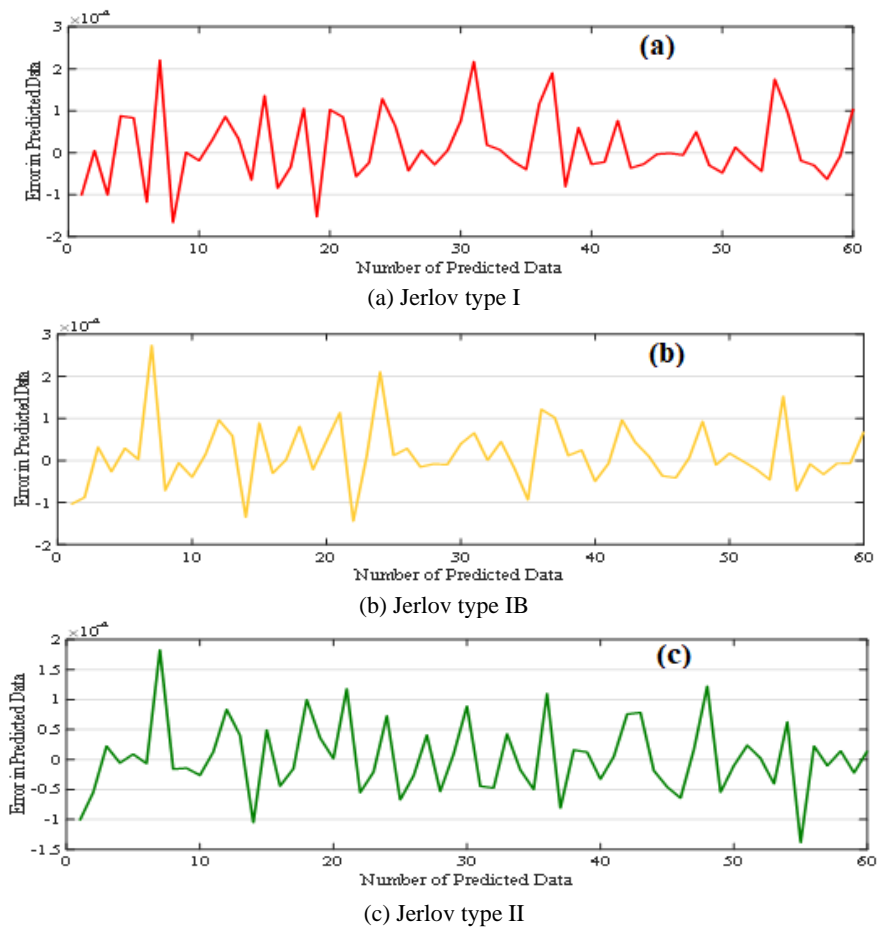 ×10⁻⁴
3
2
1
0
-1
-2
Error in Predicted Data
(a)
0 10 20 30 40 50 60
Number of Predicted Data
(a) Jerlov type I
×10⁻⁴
3
2
1
0
-1
-2
Error in Predicted Data
(b)
0 10 20 30 40 50 60
Number of Predicted Data
(b) Jerlov type IB
×10⁻⁴
2
1.5
1
0.5
0
-0.5
-1
-1.5
Error in Predicted Data
(c)
0 10 20 30 40 50 60
Number of Predicted Data
(c) Jerlov type II